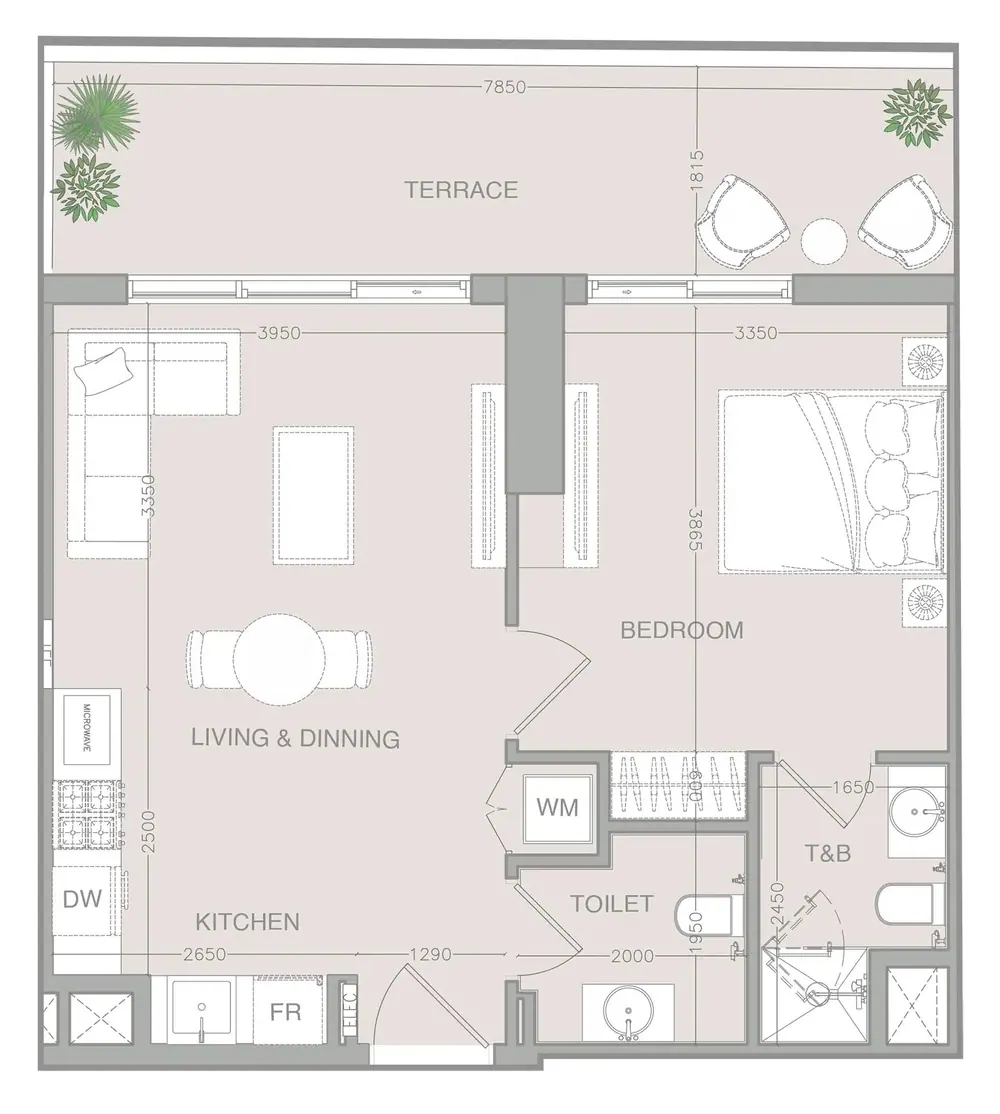 7850
1815
TERRACE
3950
3350
3350
3865
BEDROOM
MICROWAVE
LIVING & DINNING
600
1650
WM
2500
T&B
DW
TOILET
2450
KITCHEN
1950
2650
1290
2000
ELEC
FR